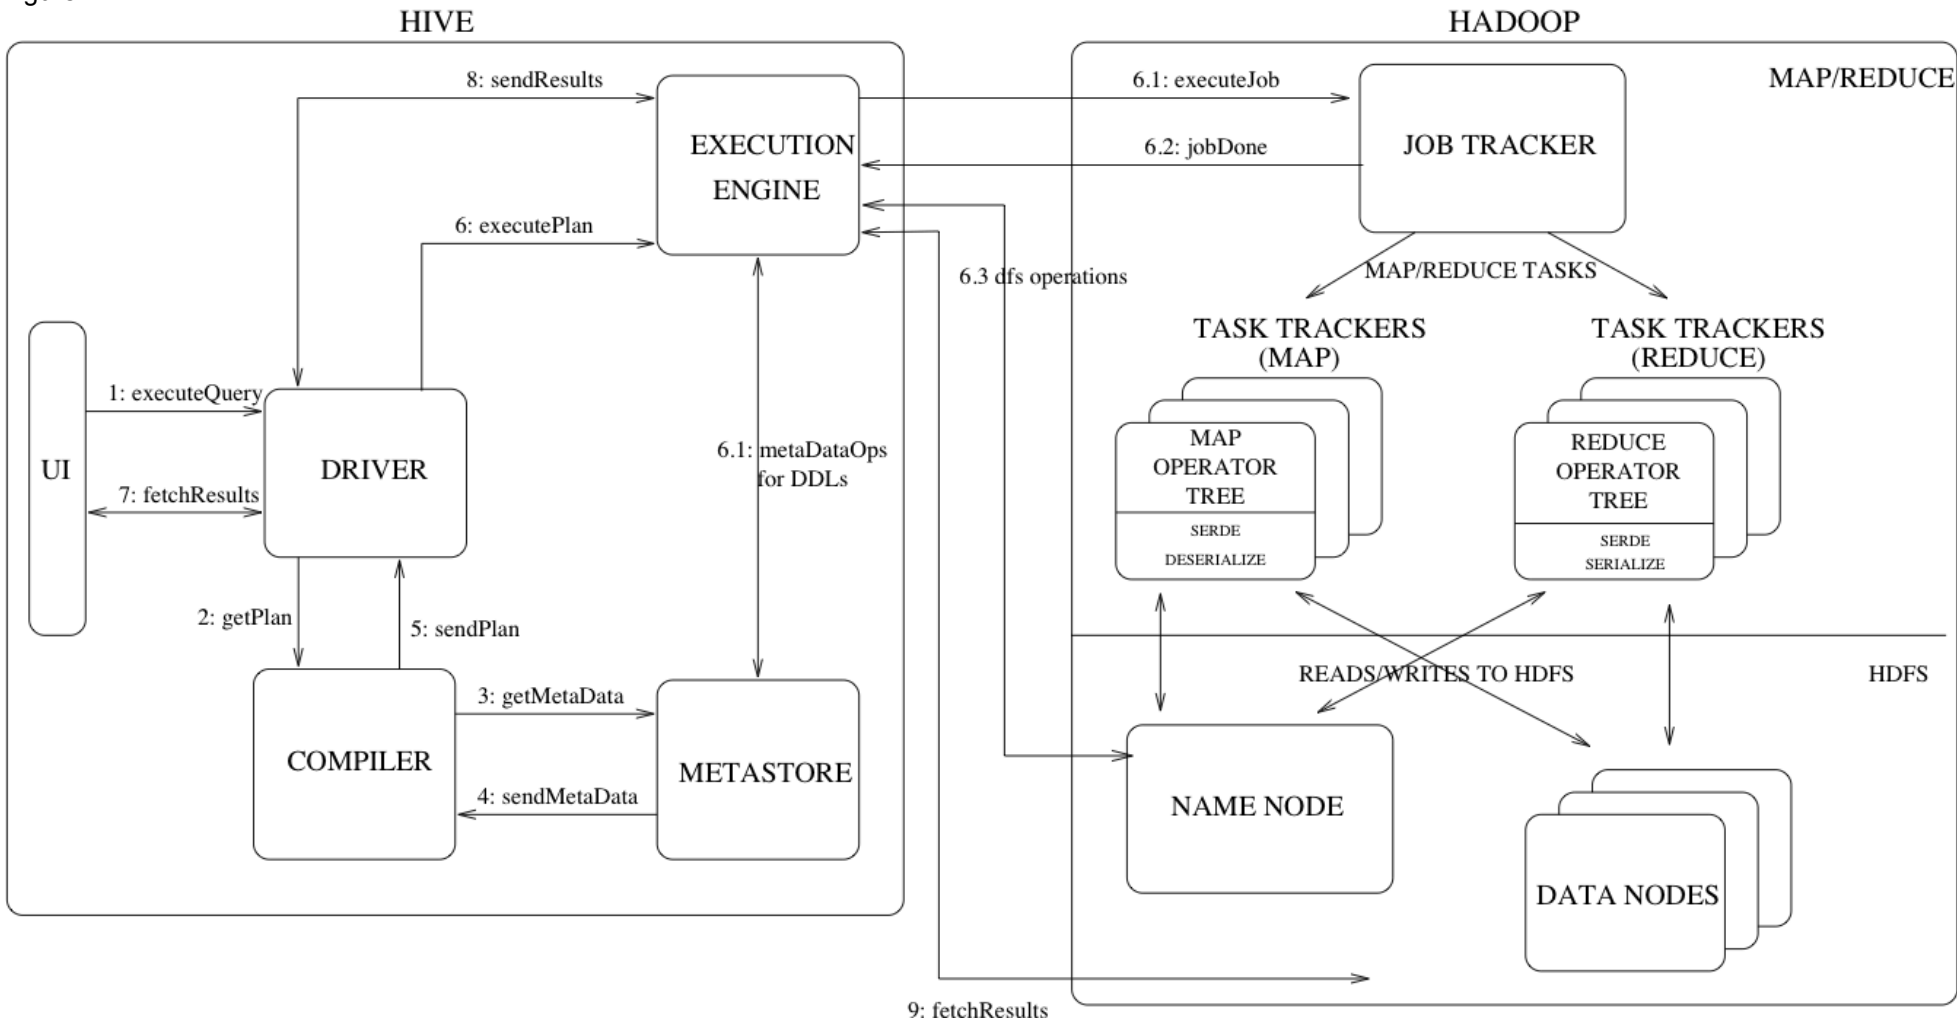 HIVE
HADOOP
8: sendResults
6.1: executeJob
MAP/REDUCE
EXECUTION
ENGINE
6.2: jobDone
JOB TRACKER
6: executePlan
6.3 dfs operations
MAP/REDUCE TASKS
TASK TRACKERS
(MAP)
TASK TRACKERS
(REDUCE)
1: executeQuery
UI
DRIVER
7: fetchResults
6.1: metaDataOps
for DDLs
MAP
OPERATOR
TREE
SERDE
DESERIALIZE
REDUCE
OPERATOR
TREE
SERDE
SERIALIZE
2: getPlan
5: sendPlan
READS/WRITES TO HDFS
HDFS
3: getMetaData
COMPILER
METASTORE
4: sendMetaData
NAME NODE
DATA NODES
9: fetchResults